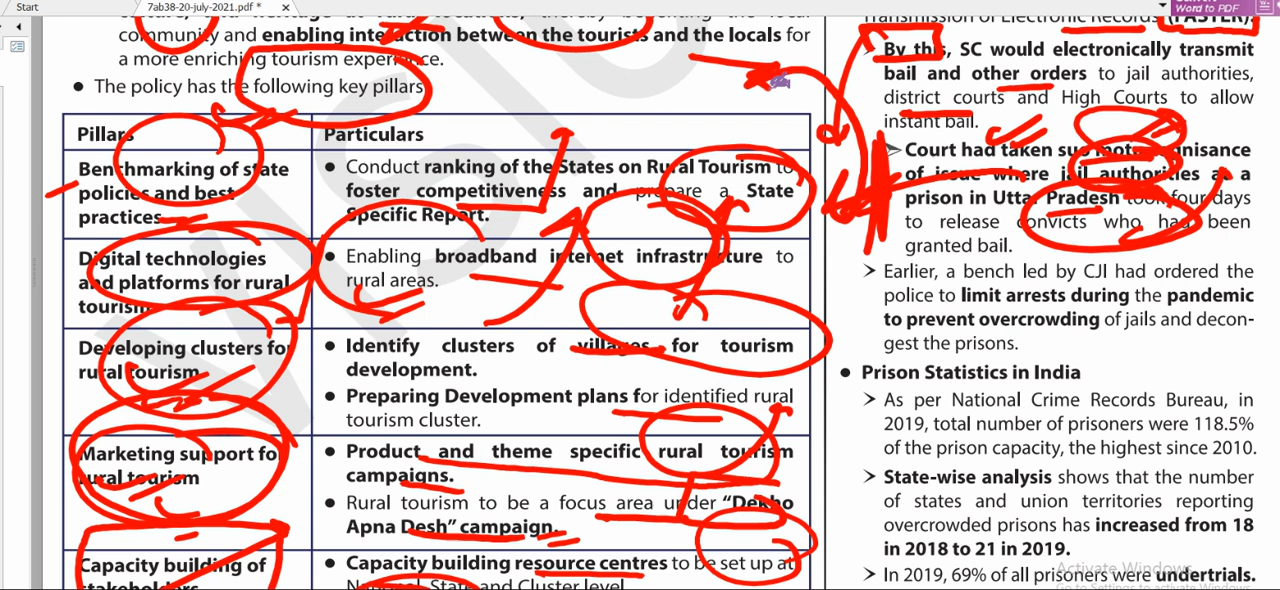 Start
7ab38-20-july-2021.pdf *
Word to PDF
community and enabling interaction between the tourists and the locals for
a more enriching tourism experience.
• The policy has the following key pillars
Pillars
Particulars
Benchmarking of state
policies and best
practices
• Conduct ranking of the States on Rural Tourism to
foster competitiveness and prepare a State
Specific Report.
Digital technologies
and platforms for rural
tourism
• Enabling broadband internet infrastructure to
rural areas.
Developing clusters for
rural tourism
• Identify clusters of villages for tourism
development.
• Preparing Development plans for identified rural
tourism cluster.
Marketing support fo
rural tourism
• Product and theme specific rural tourism
campaigns.
• Rural tourism to be a focus area under “Dekho
Apna Desh” campaign.
Capacity building of
stakeholders
• Capacity building resource centres to be set up at
National, State and Cluster level
Transmission of Electronic Records (FASTER).
By this, SC would electronically transmit
bail and other orders to jail authorities,
district courts and High Courts to allow
instant bail.
➢ Court had taken suo motu cognisance
of issue where jail authorities at a
prison in Uttar Pradesh took four days
to release convicts who had been
granted bail.
➢ Earlier, a bench led by CJI had ordered the
police to limit arrests during the pandemic
to prevent overcrowding of jails and decon-
gest the prisons.
• Prison Statistics in India
➢ As per National Crime Records Bureau, in
2019, total number of prisoners were 118.5%
of the prison capacity, the highest since 2010.
➢ State-wise analysis shows that the number
of states and union territories reporting
overcrowded prisons has increased from 18
in 2018 to 21 in 2019.
➢ In 2019, 69% of all prisoners were undertrials.
Activate Windows
Go to Settings to activate Windows.